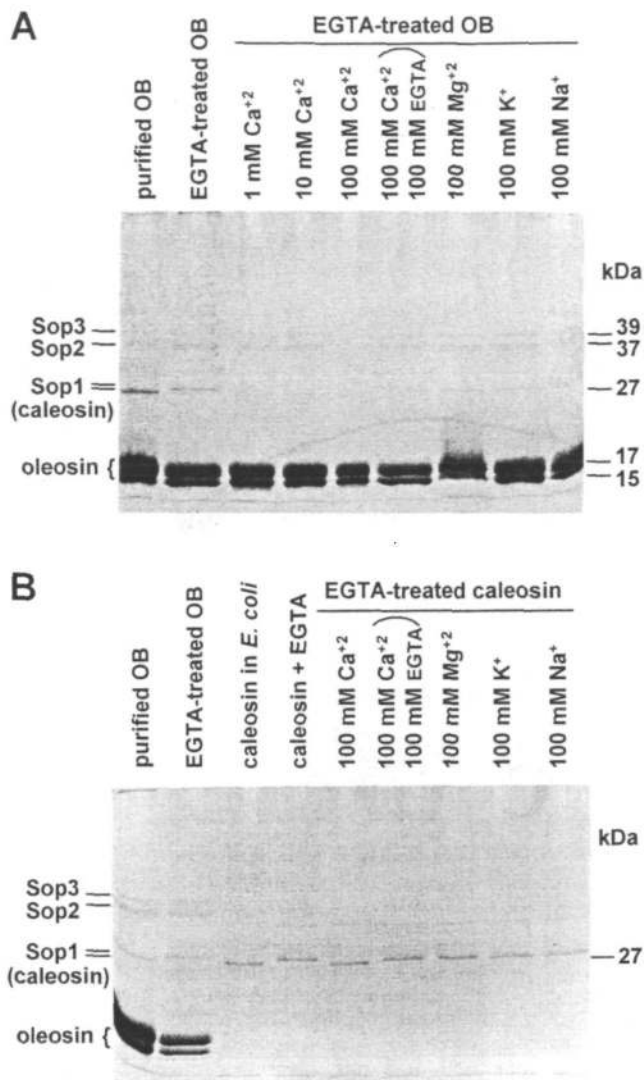 A
EGTA-treated OB
purified OB
EGTA-treated OB
1 mM Ca+2
10 mM Ca+2
100 mM Ca+2
100 mM Ca+2
100 mM EGTA
100 mM Mg+2
100 mM K+
100 mM Na+
kDa
Sop3
39
Sop2
37
Sop1
27
(caleosin)
oleosin {
17
15
B
EGTA-treated caleosin
purified OB
EGTA-treated OB
caleosin in E. coli
caleosin + EGTA
100 mM Ca+2
100 mM Ca+2
100 mM EGTA
100 mM Mg+2
100 mM K+
100 mM Na+
kDa
Sop3
Sop2
Sop1
27
(caleosin)
oleosin {